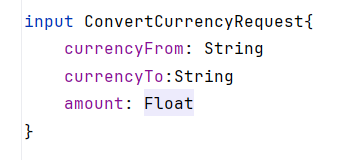 input ConvertCurrencyRequest{
    currencyFrom: String
    currencyTo:String
    amount: Float
}